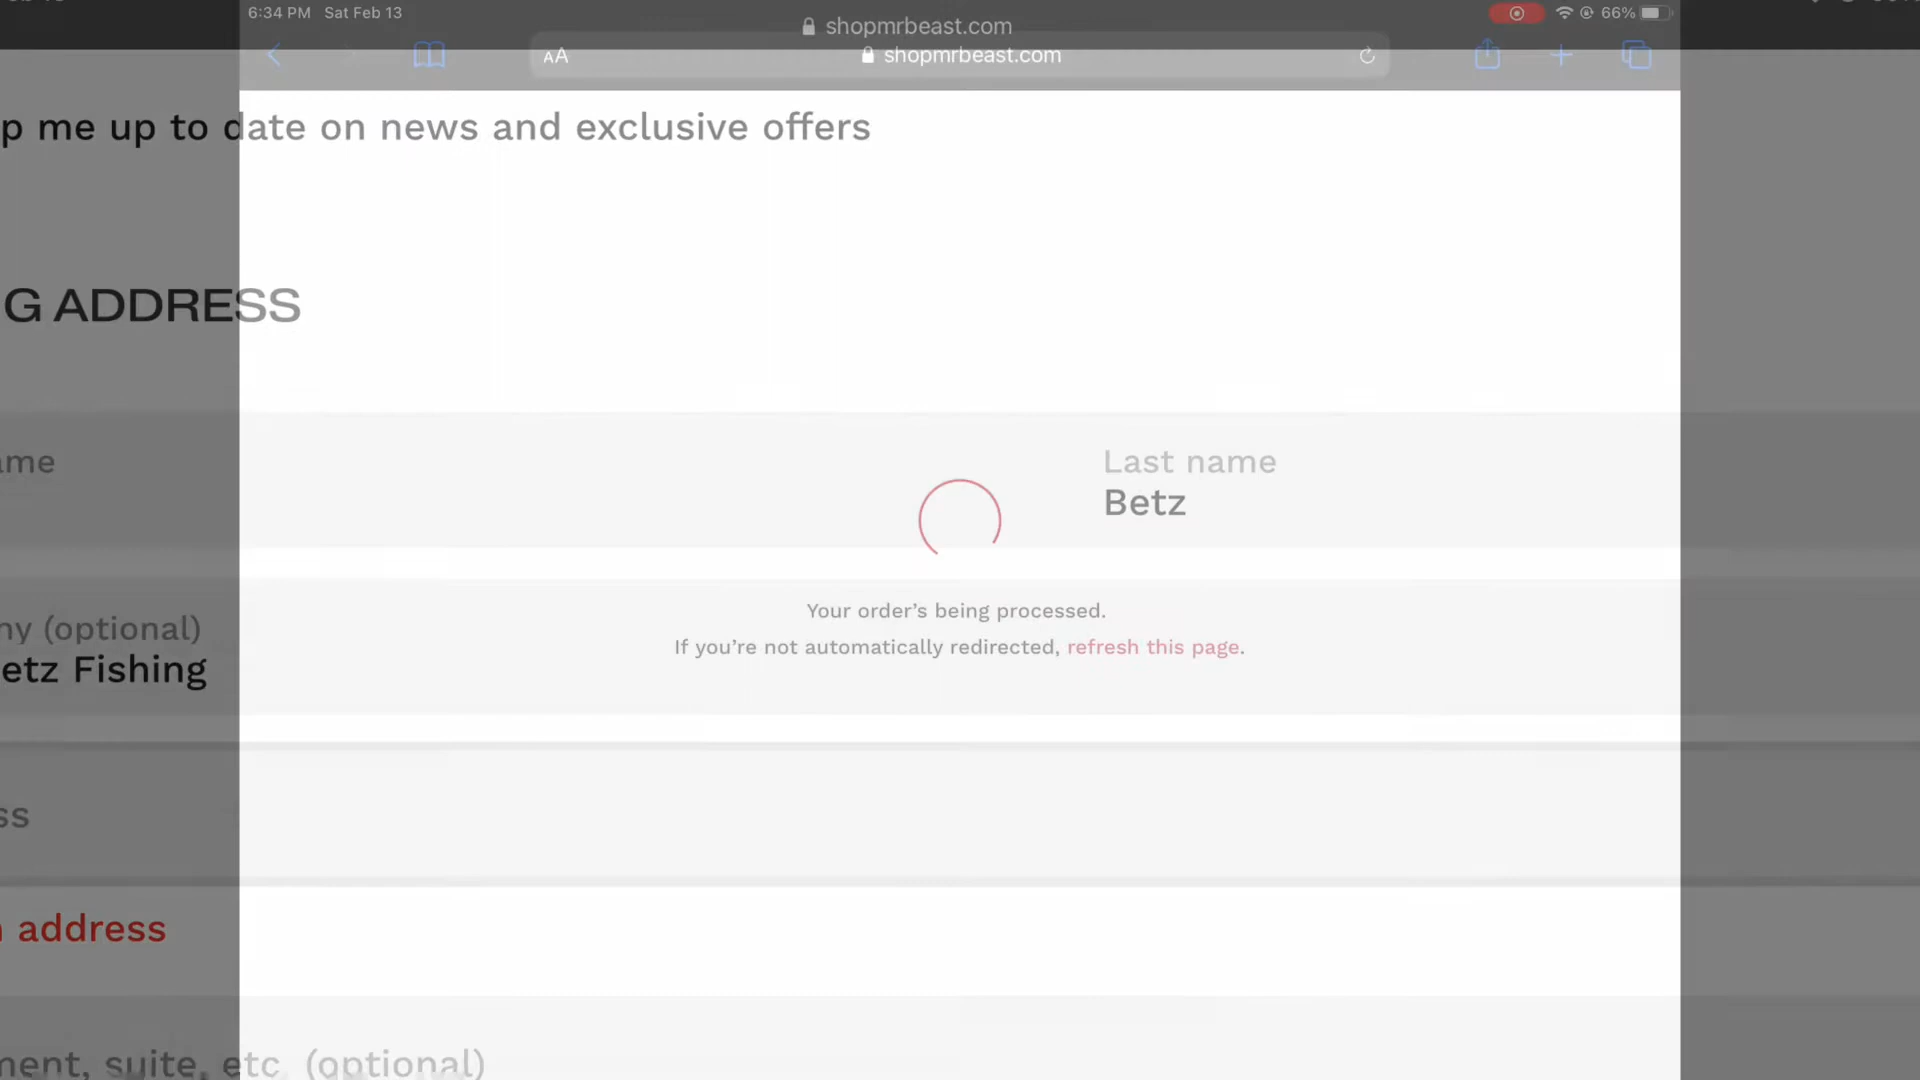 6:34 PM Sat Feb 13
66%
shopmrbeast.com
AA
shopmrbeast.com
p me up to date on news and exclusive offers
G ADDRESS
ame
Last name
Betz
Your order’s being processed.
If you’re not automatically redirected, refresh this page.
ny (optional)
etz Fishing
ss
address
ment, suite, etc. (optional)